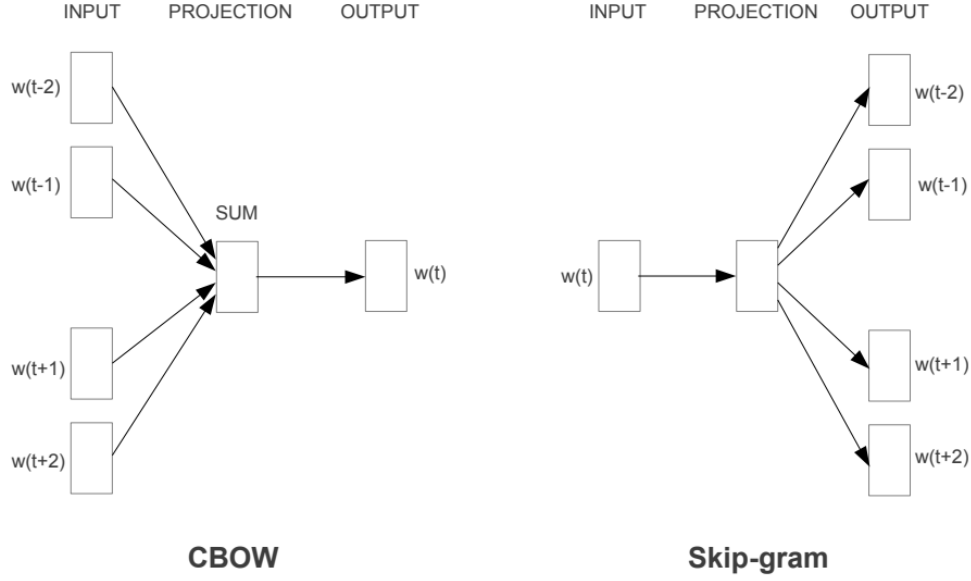 INPUT PROJECTION OUTPUT
w(t-2)
w(t-1)
SUM
w(t)
w(t+1)
w(t+2)
CBOW
INPUT PROJECTION OUTPUT
w(t-2)
w(t-1)
w(t)
w(t+1)
w(t+2)
Skip-gram